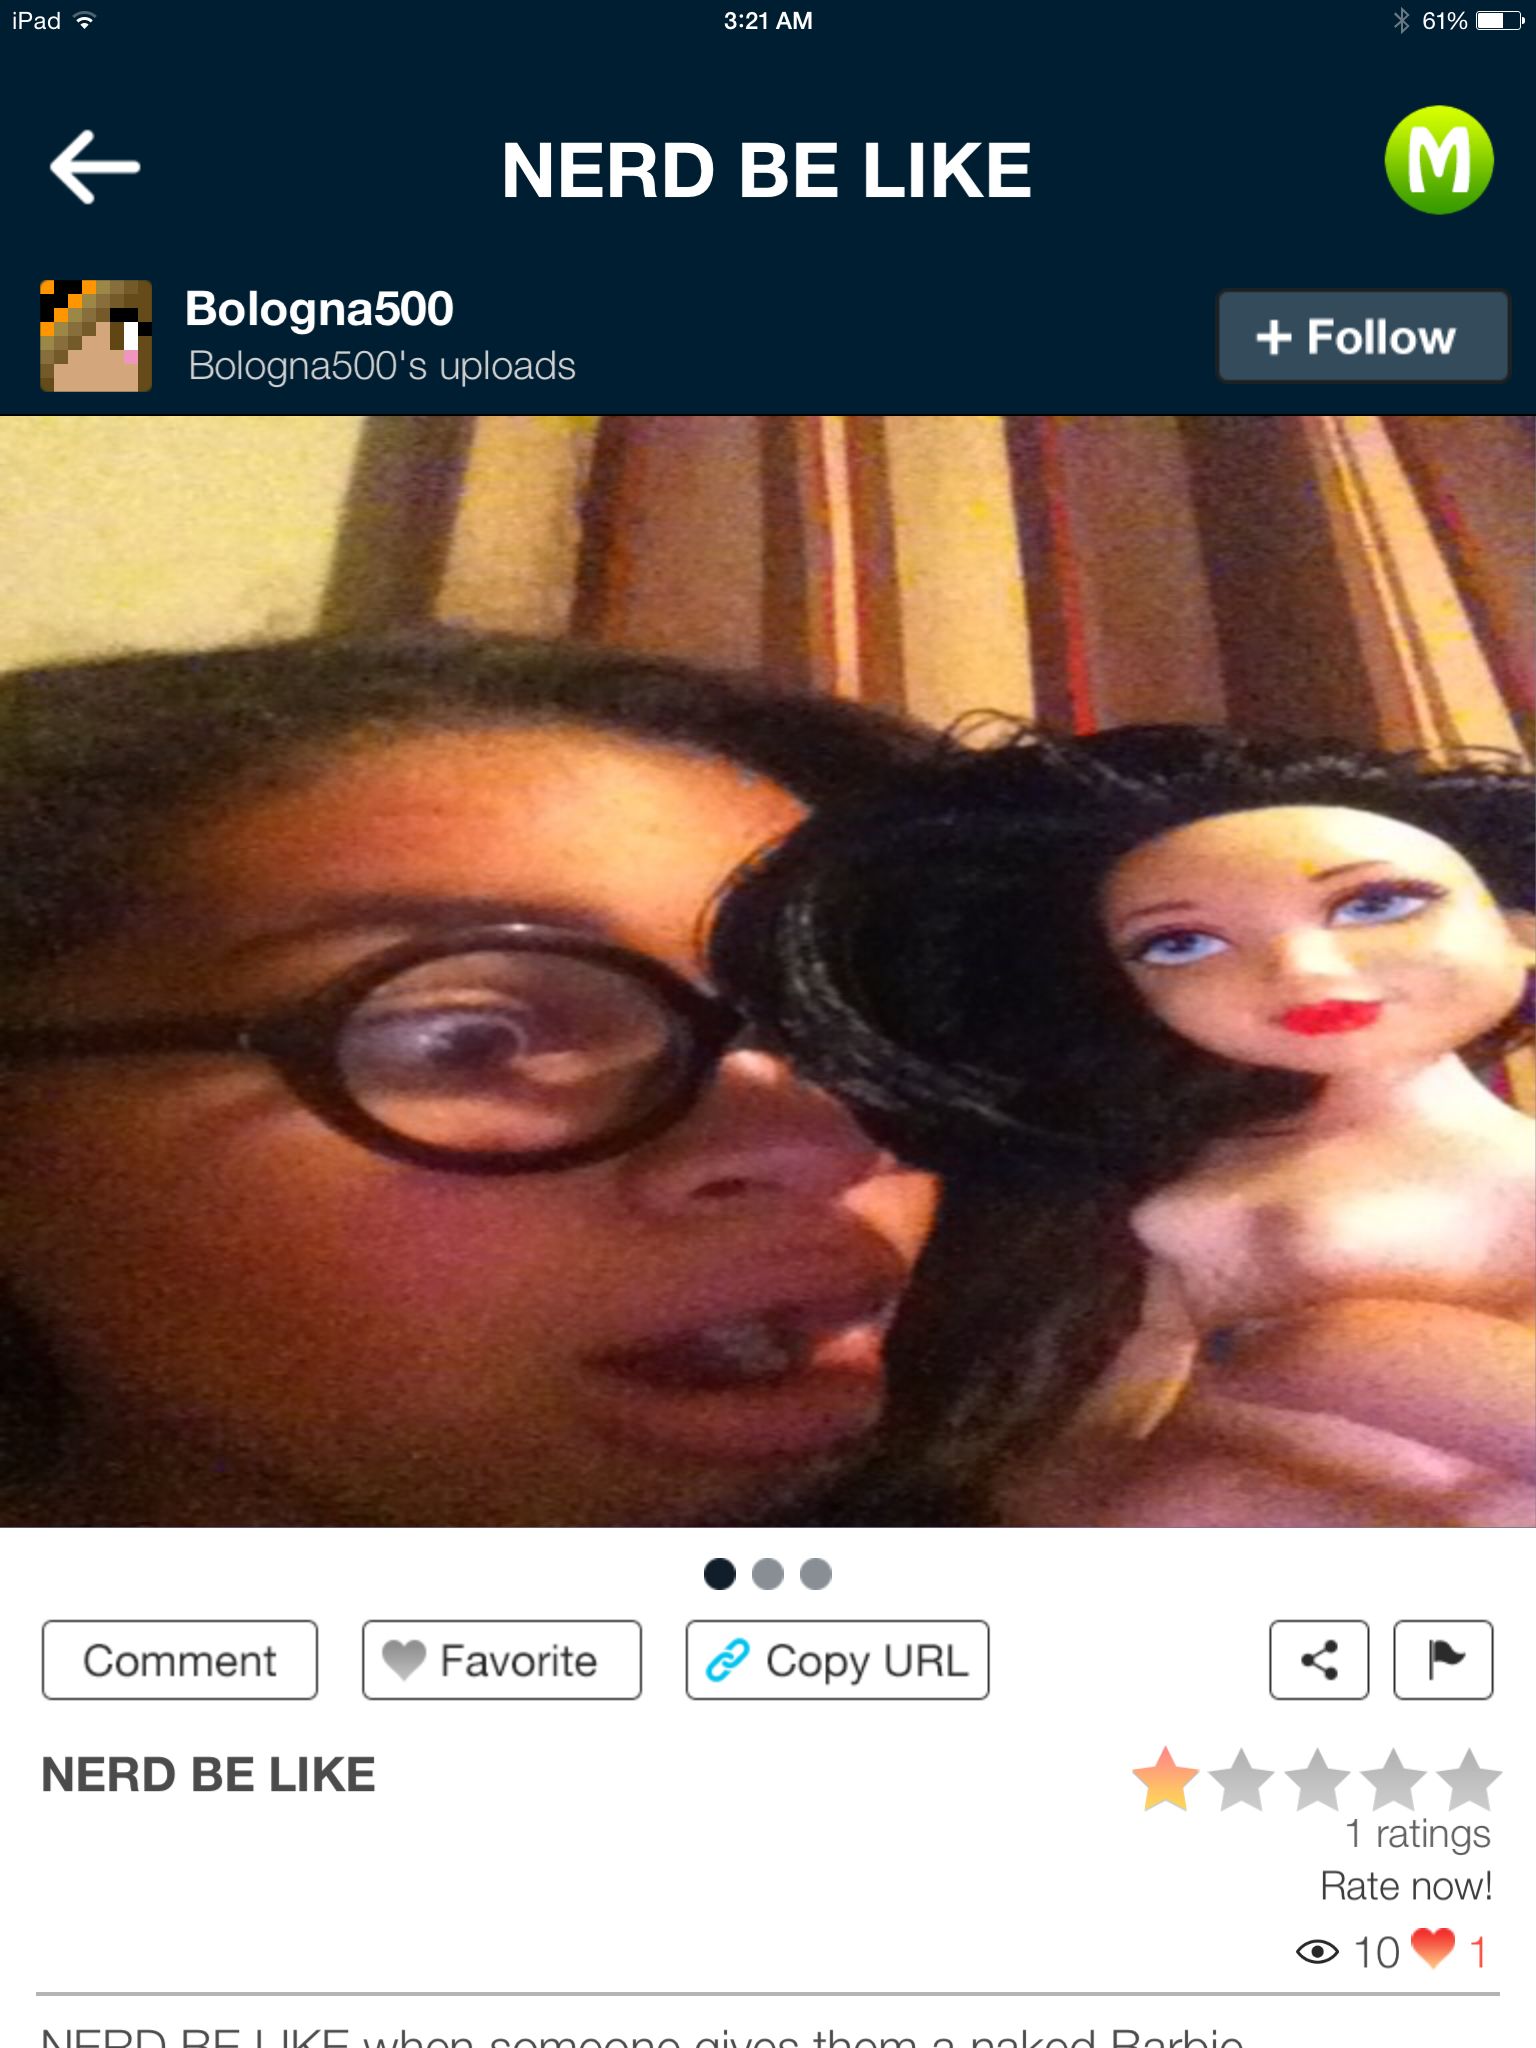 iPad 3:21 AM 61%
NERD BE LIKE
M
Bologna500
Bologna500's uploads
+ Follow
Comment Favorite Copy URL
NERD BE LIKE
1 ratings
Rate now!
10 1
NERD BE LIKE when someone gives them a naked Barbie